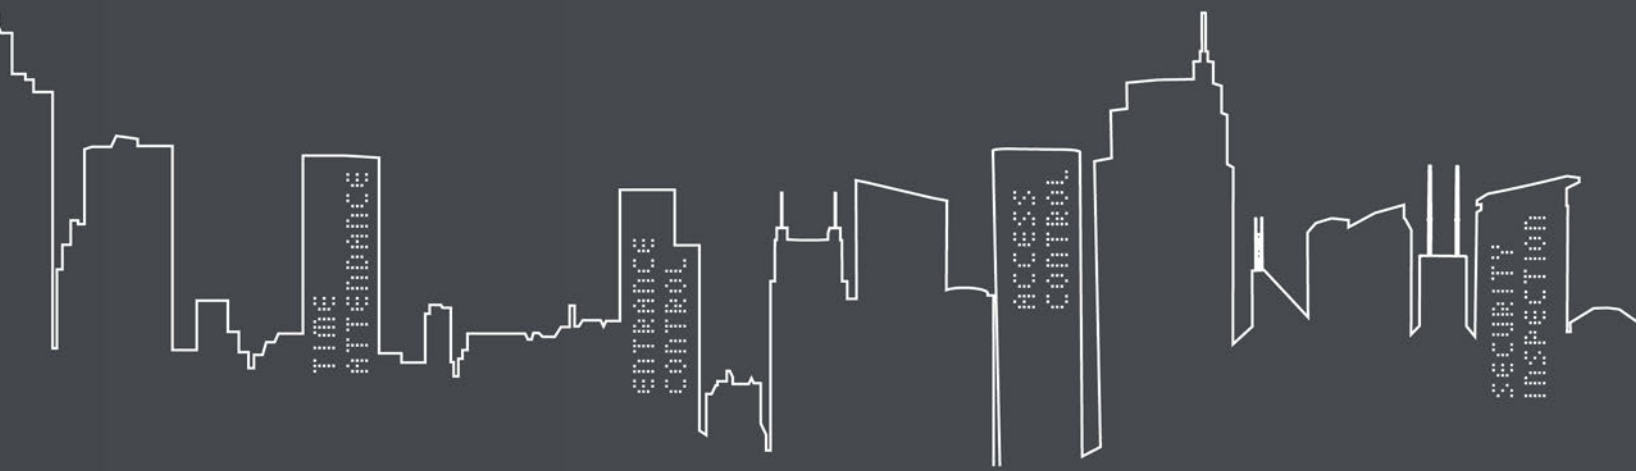 TIME
ATTENDANCE
ENTRANCE
CONTROL
ACCESS
CONTROL
SECURITY
INSPECTION